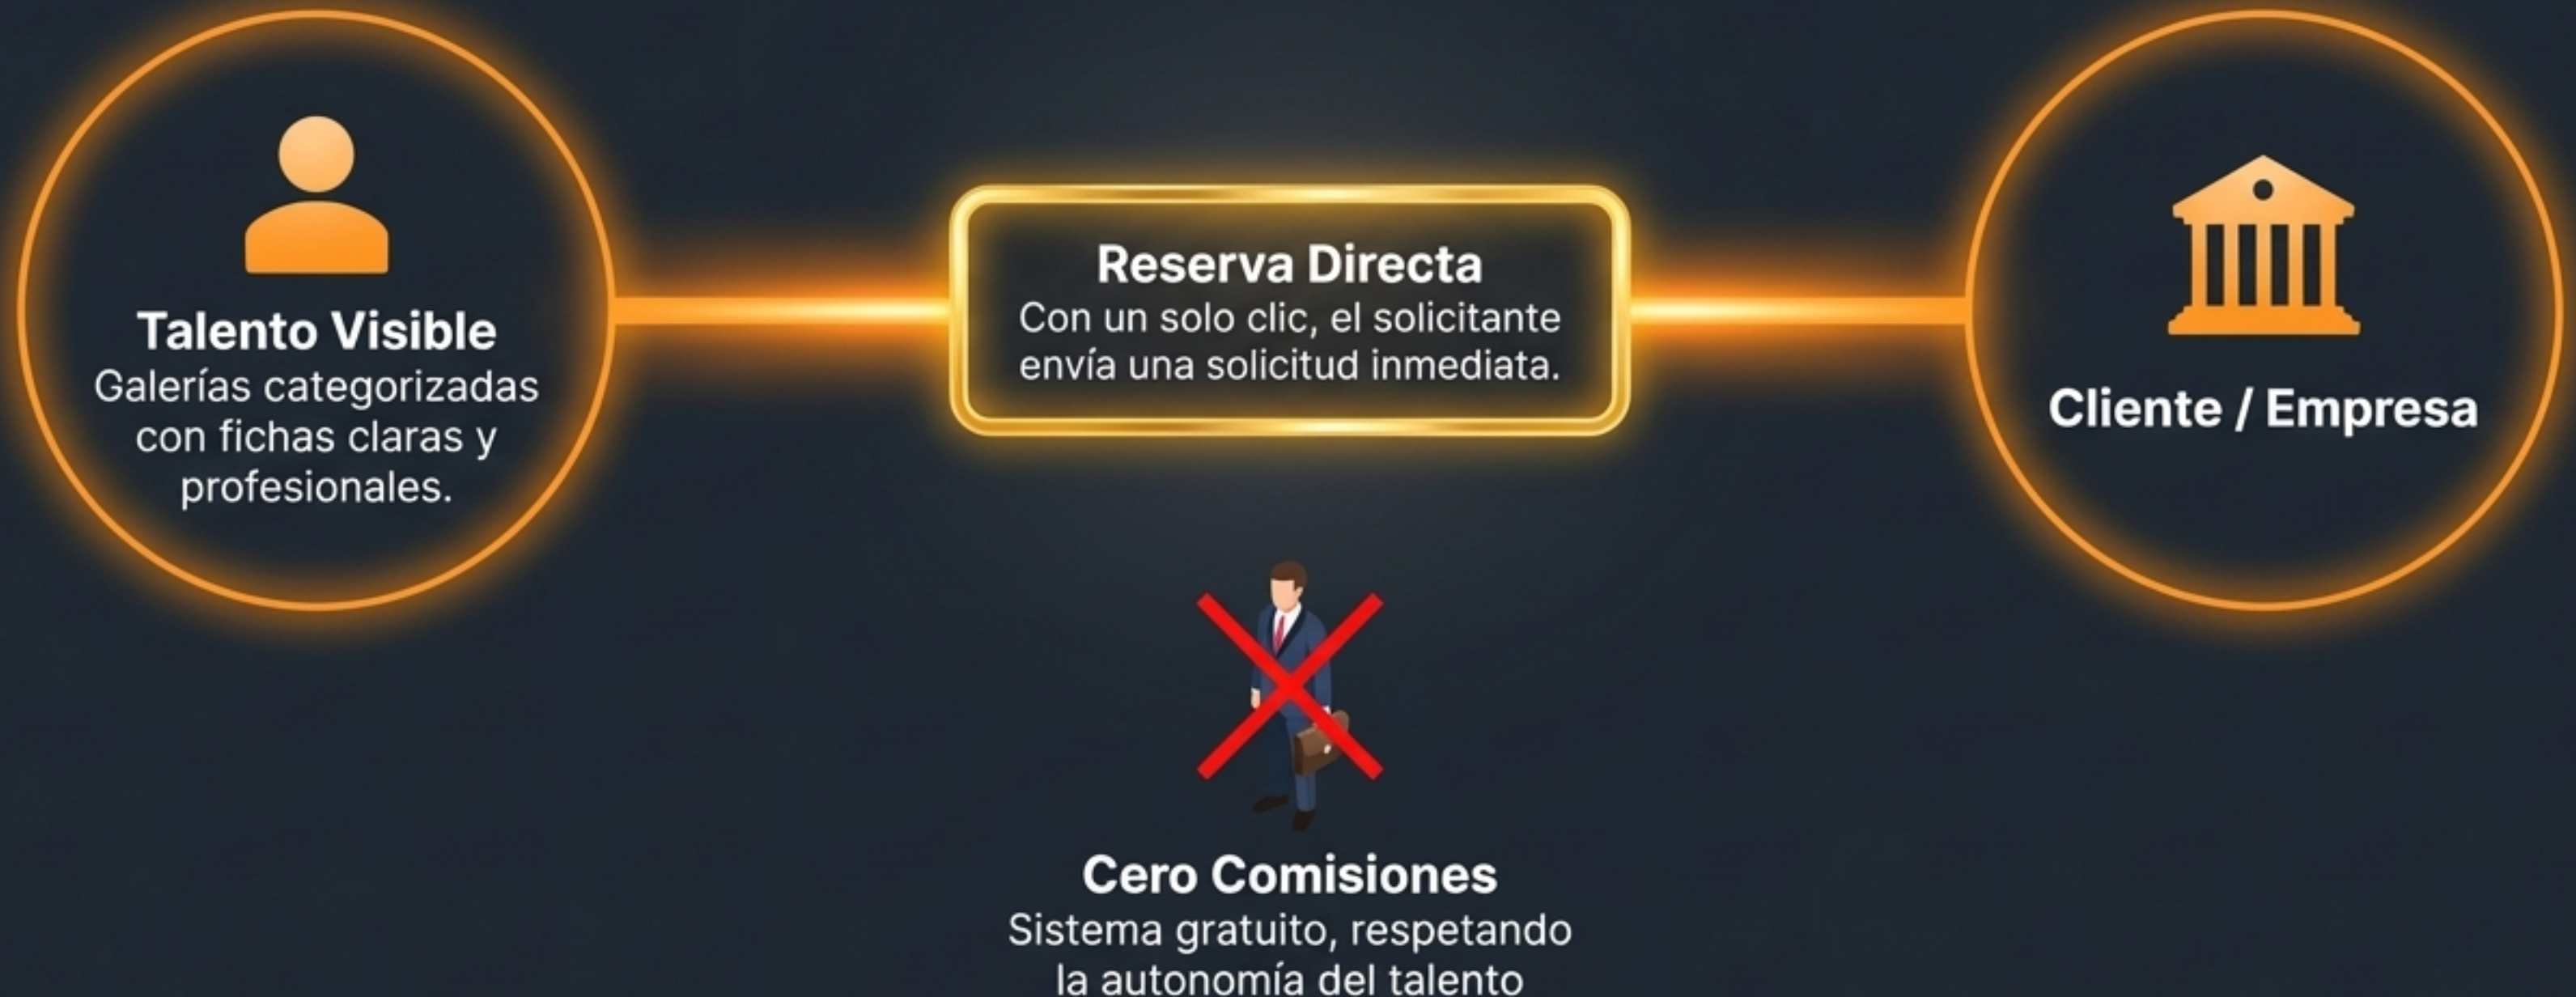 Talento Visible
Galerías categorizadas
con fichas claras y
profesionales.
Reserva Directa
Con un solo clic, el solicitante
envía una solicitud inmediata.
Cliente / Empresa
Cero Comisiones
Sistema gratuito, respetando
la autonomía del talento